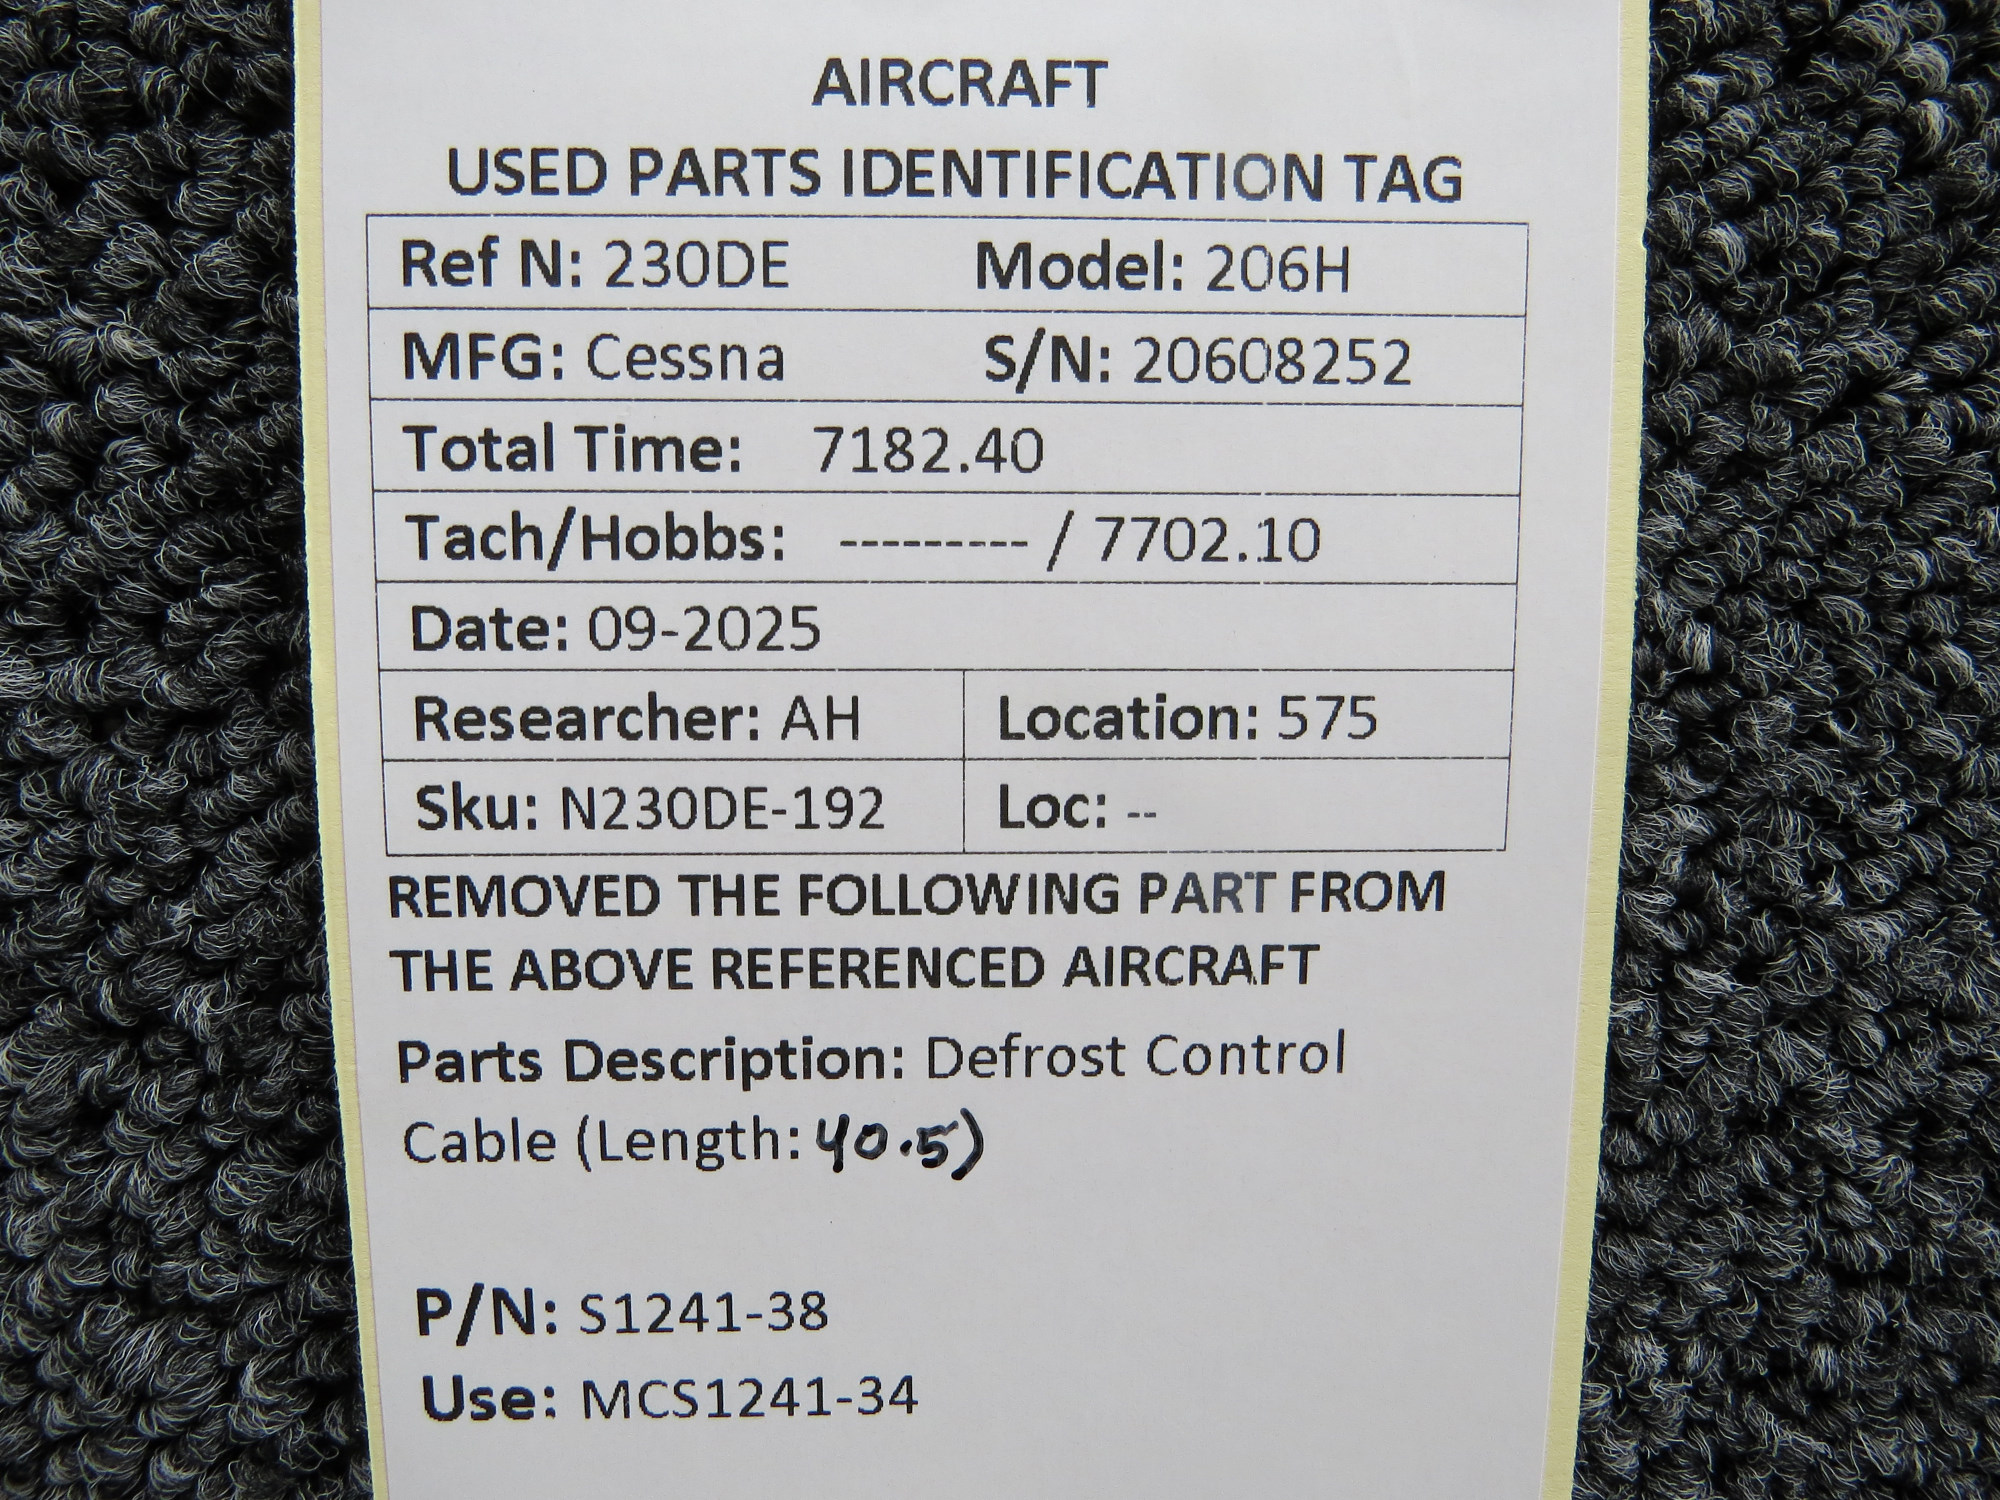 AIRCRAFT
USED PARTS IDENTIFICATION TAG
Ref N: 230DE Model: 206H
MFG: Cessna S/N: 20608252
Total Time: 7182.40
Tach/Hobbs: --------- / 7702.10
Date: 09-2025
Researcher: AH Location: 575
Sku: N230DE-192 Loc: --
REMOVED THE FOLLOWING PART FROM
THE ABOVE REFERENCED AIRCRAFT
Parts Description: Defrost Control
Cable (Length: 40.5)
P/N: S1241-38
Use: MCS1241-34